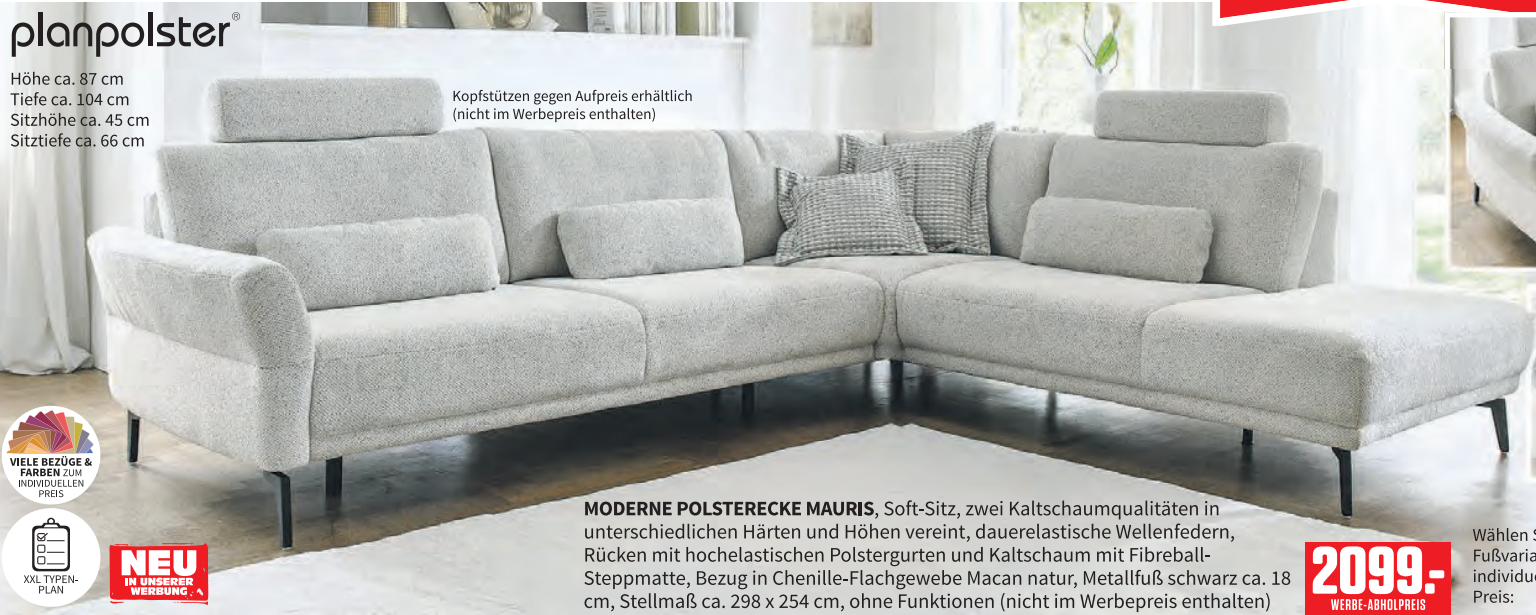 planpolster®
Höhe ca. 87 cm
Tiefe ca. 104 cm
Sitzhöhe ca. 45 cm
Sitztiefe ca. 66 cm
Kopfstützen gegen Aufpreis erhältlich
(nicht im Werbepreis enthalten)
VIELE BEZÜGE &
FARBEN ZUM
INDIVIDUELLEN
PREIS
XXL TYPEN-
PLAN
NEU
IN UNSERER
WERBUNG
MODERNE POLSTERECKE MAURIS, Soft-Sitz, zwei Kaltschaumqualitäten in
unterschiedlichen Härten und Höhen vereint, dauerelastische Wellenfedern,
Rücken mit hochelastischen Polstergurten und Kaltschaum mit Fibreball-
Steppmatte, Bezug in Chenille-Flachgewebe Macan natur, Metallfuß schwarz ca. 18
cm, Stellmaß ca. 298 x 254 cm, ohne Funktionen (nicht im Werbepreis enthalten)
2099.-
WERBE-ABHOLPREIS
Wählen S
Fußvaria
individue
Preis: